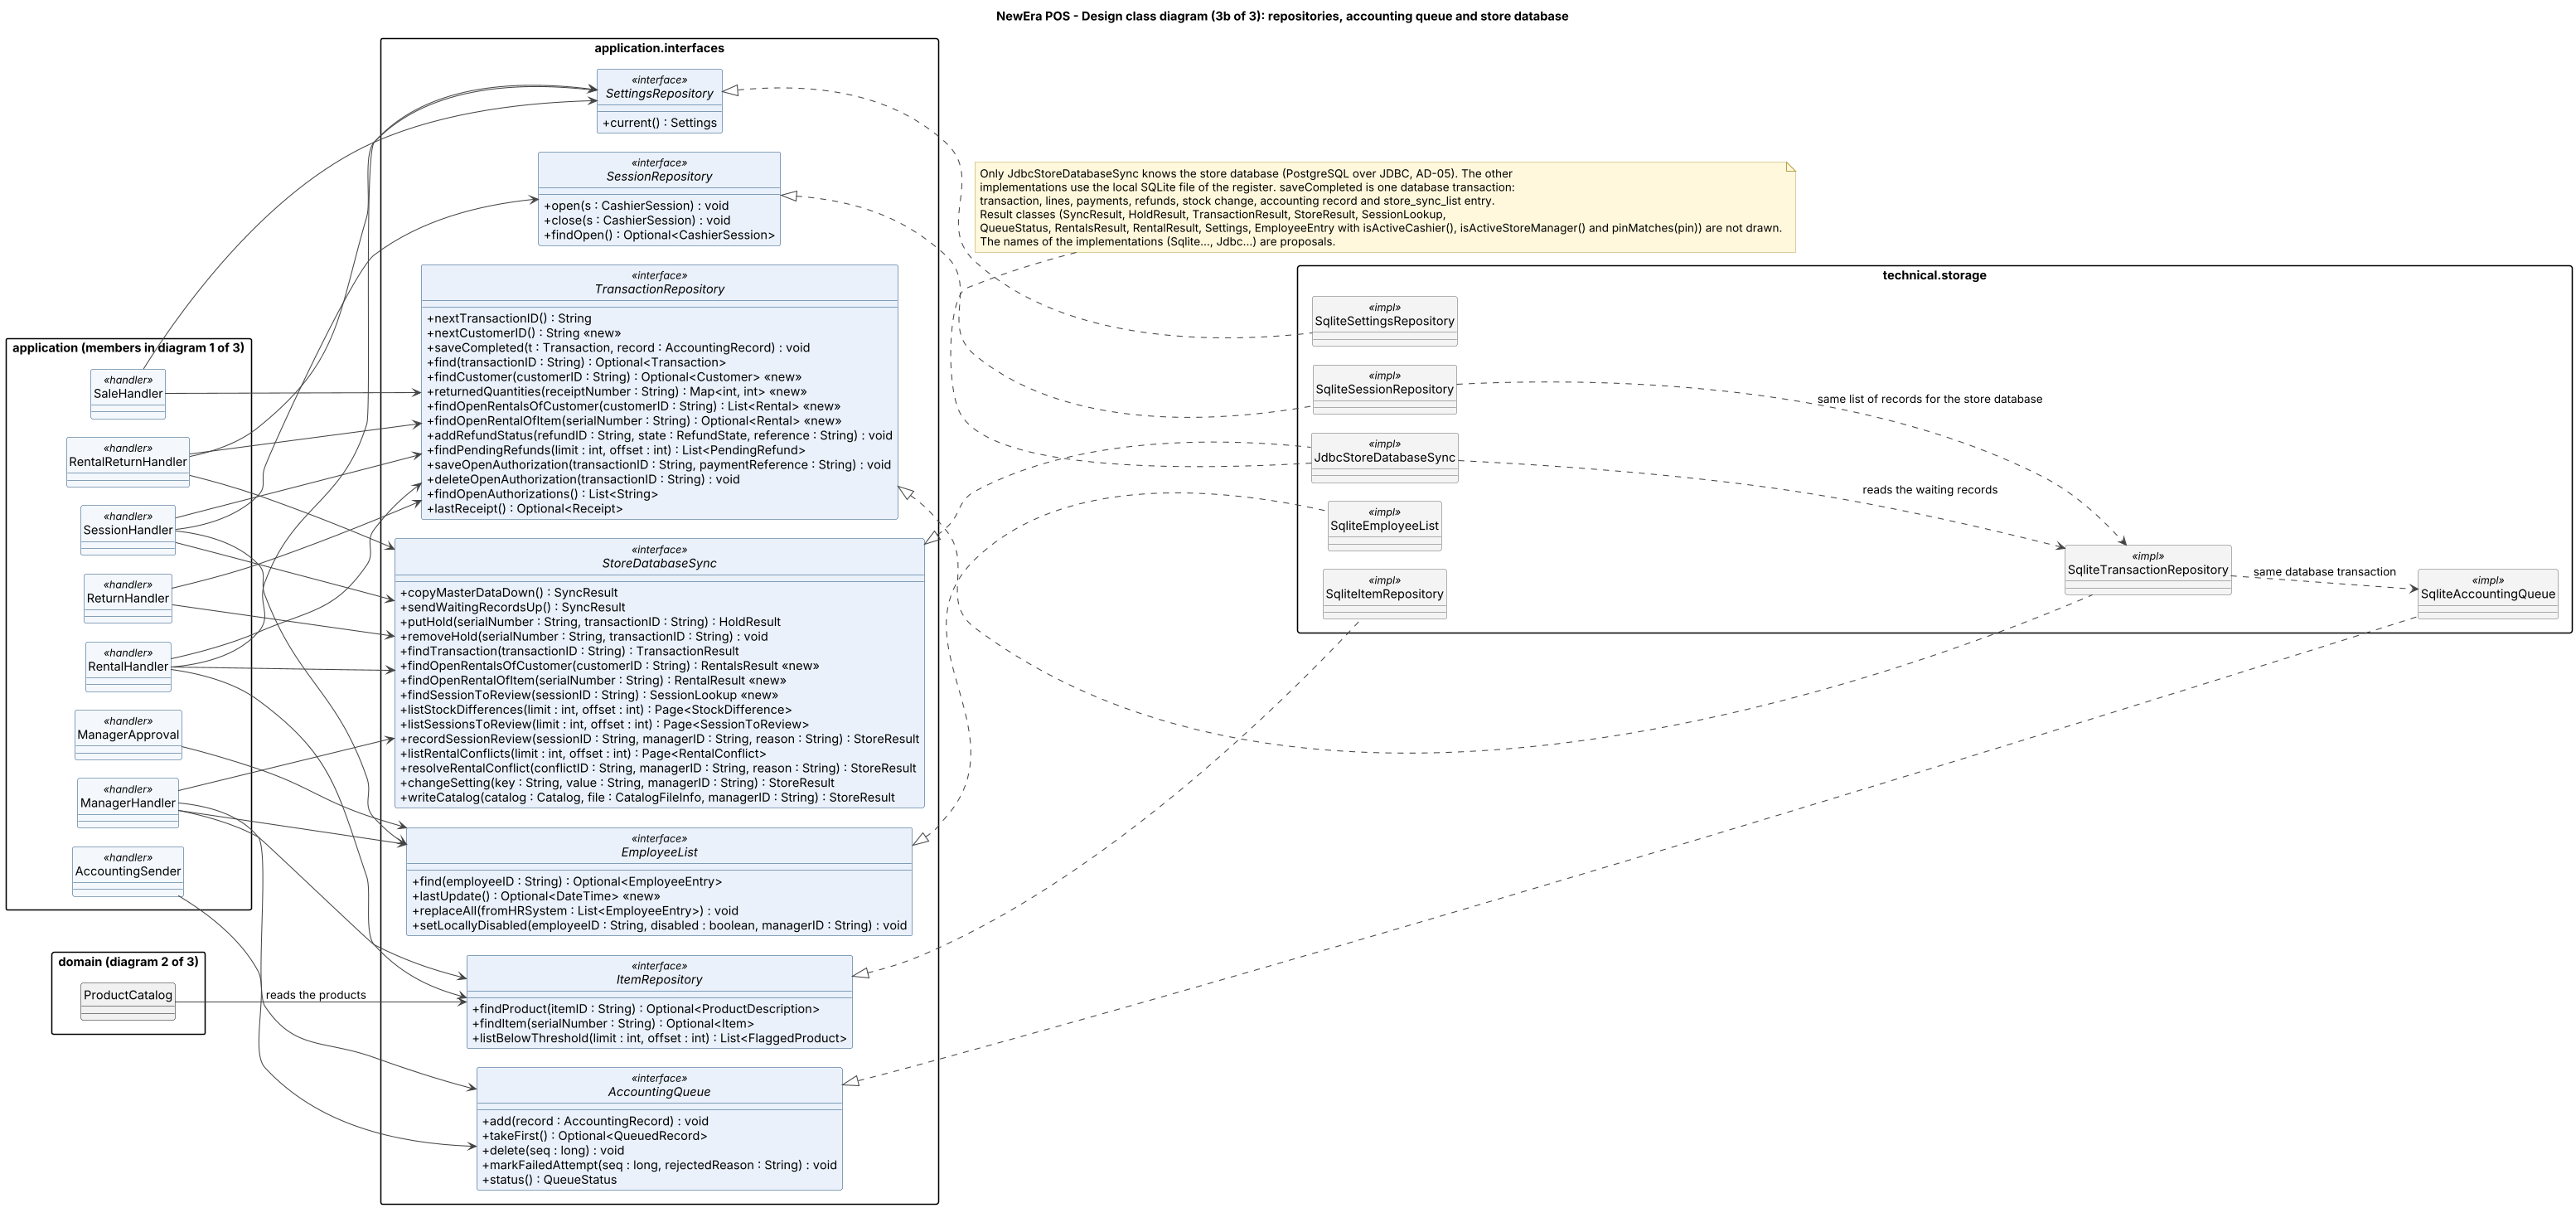 NewEra POS - Design class diagram (3b of 3): repositories, accounting queue and store database
application (members in diagram 1 of 3)
«handler»
SaleHandler
«handler»
RentalReturnHandler
«handler»
SessionHandler
«handler»
ReturnHandler
«handler»
RentalHandler
«handler»
ManagerApproval
«handler»
ManagerHandler
«handler»
AccountingSender
domain (diagram 2 of 3)
ProductCatalog
reads the products
application.interfaces
«interface»
SettingsRepository
+current() : Settings
«interface»
SessionRepository
+open(s : CashierSession) : void
+close(s : CashierSession) : void
+findOpen() : Optional<CashierSession>
«interface»
TransactionRepository
+nextTransactionID() : String
+nextCustomerID() : String «new»
+saveCompleted(t : Transaction, record : AccountingRecord) : void
+find(transactionID : String) : Optional<Transaction>
+findCustomer(customerID : String) : Optional<Customer> «new»
+returnedQuantities(receiptNumber : String) : Map<int, int> «new»
+findOpenRentalsOfCustomer(customerID : String) : List<Rental> «new»
+findOpenRentalOfItem(serialNumber : String) : Optional<Rental> «new»
+addRefundStatus(refundID : String, state : RefundState, reference : String) : void
+findPendingRefunds(limit : int, offset : int) : List<PendingRefund>
+saveOpenAuthorization(transactionID : String, paymentReference : String) : void
+deleteOpenAuthorization(transactionID : String) : void
+findOpenAuthorizations() : List<String>
+lastReceipt() : Optional<Receipt>
«interface»
StoreDatabaseSync
+copyMasterDataDown() : SyncResult
+sendWaitingRecordsUp() : SyncResult
+putHold(serialNumber : String, transactionID : String) : HoldResult
+removeHold(serialNumber : String, transactionID : String) : void
+findTransaction(transactionID : String) : TransactionResult
+findOpenRentalsOfCustomer(customerID : String) : RentalsResult «new»
+findOpenRentalOfItem(serialNumber : String) : RentalResult «new»
+findSessionToReview(sessionID : String) : SessionLookup «new»
+listStockDifferences(limit : int, offset : int) : Page<StockDifference>
+listSessionsToReview(limit : int, offset : int) : Page<SessionToReview>
+recordSessionReview(sessionID : String, managerID : String, reason : String) : StoreResult
+listRentalConflicts(limit : int, offset : int) : Page<RentalConflict>
+resolveRentalConflict(conflictID : String, managerID : String, reason : String) : StoreResult
+changeSetting(key : String, value : String, managerID : String) : StoreResult
+writeCatalog(catalog : Catalog, file : CatalogFileInfo, managerID : String) : StoreResult
«interface»
EmployeeList
+find(employeeID : String) : Optional<EmployeeEntry>
+lastUpdate() : Optional<DateTime> «new»
+replaceAll(fromHRSystem : List<EmployeeEntry>) : void
+setLocallyDisabled(employeeID : String, disabled : boolean, managerID : String) : void
«interface»
ItemRepository
+findProduct(itemID : String) : Optional<ProductDescription>
+findItem(serialNumber : String) : Optional<Item>
+listBelowThreshold(limit : int, offset : int) : List<FlaggedProduct>
«interface»
AccountingQueue
+add(record : AccountingRecord) : void
+takeFirst() : Optional<QueuedRecord>
+delete(seq : long) : void
+markFailedAttempt(seq : long, rejectedReason : String) : void
+status() : QueueStatus
Only JdbcStoreDatabaseSync knows the store database (PostgreSQL over JDBC, AD-05). The other
implementations use the local SQLite file of the register. saveCompleted is one database transaction:
transaction, lines, payments, refunds, stock change, accounting record and store_sync_list entry.
Result classes (SyncResult, HoldResult, TransactionResult, StoreResult, SessionLookup,
QueueStatus, RentalsResult, RentalResult, Settings, EmployeeEntry with isActiveCashier(), isActiveStoreManager() and pinMatches(pin)) are not drawn.
The names of the implementations (Sqlite..., Jdbc...) are proposals.
technical.storage
«impl»
SqliteSettingsRepository
«impl»
SqliteSessionRepository
same list of records for the store database
«impl»
JdbcStoreDatabaseSync
reads the waiting records
«impl»
SqliteEmployeeList
«impl»
SqliteItemRepository
«impl»
SqliteTransactionRepository
same database transaction
«impl»
SqliteAccountingQueue